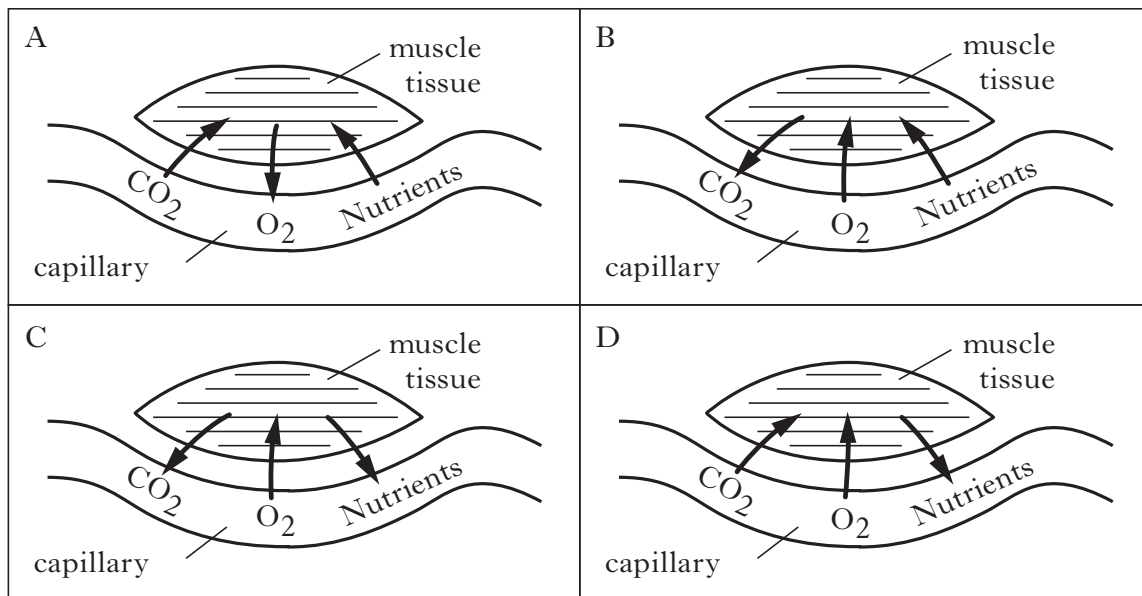 A
muscle
tissue
CO2
O2
Nutrients
capillary
B
muscle
tissue
CO2
O2
Nutrients
capillary
C
muscle
tissue
CO2
O2
Nutrients
capillary
D
muscle
tissue
CO2
O2
Nutrients
capillary